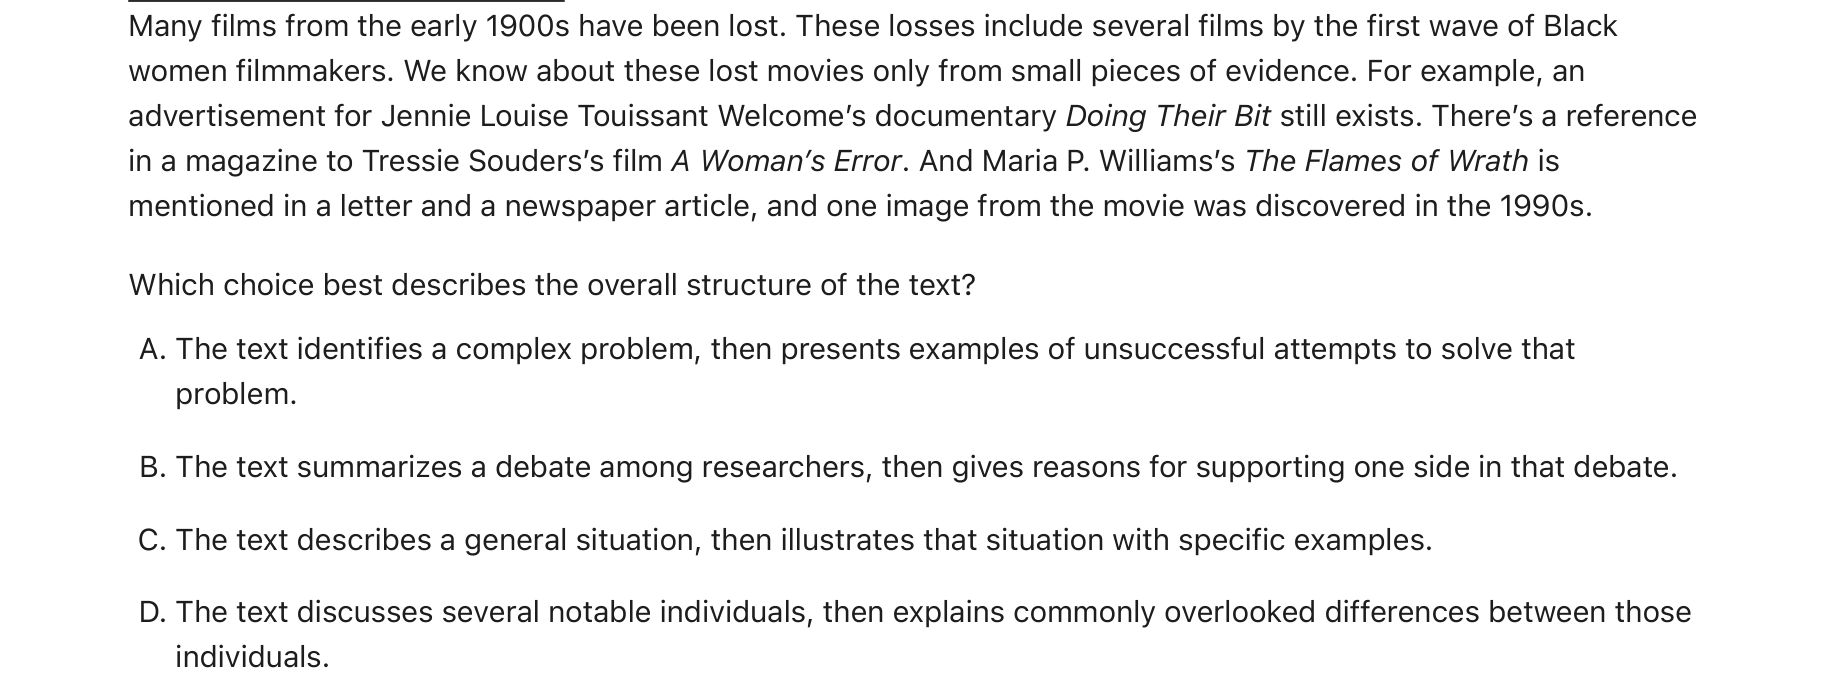 Many films from the early 1900s have been lost. These losses include several films by the first wave of Black
women filmmakers. We know about these lost movies only from small pieces of evidence. For example, an
advertisement for Jennie Louise Touissant Welcome's documentary Doing Their Bit still exists. There's a reference
in a magazine to Tressie Souders's film A Woman's Error. And Maria P. Williams's The Flames of Wrath is
mentioned in a letter and a newspaper article, and one image from the movie was discovered in the 1990s.
Which choice best describes the overall structure of the text?
A. The text identifies a complex problem, then presents examples of unsuccessful attempts to solve that
problem.
B. The text summarizes a debate among researchers, then gives reasons for supporting one side in that debate.
C. The text describes a general situation, then illustrates that situation with specific examples.
D. The text discusses several notable individuals, then explains commonly overlooked differences between those
individuals.